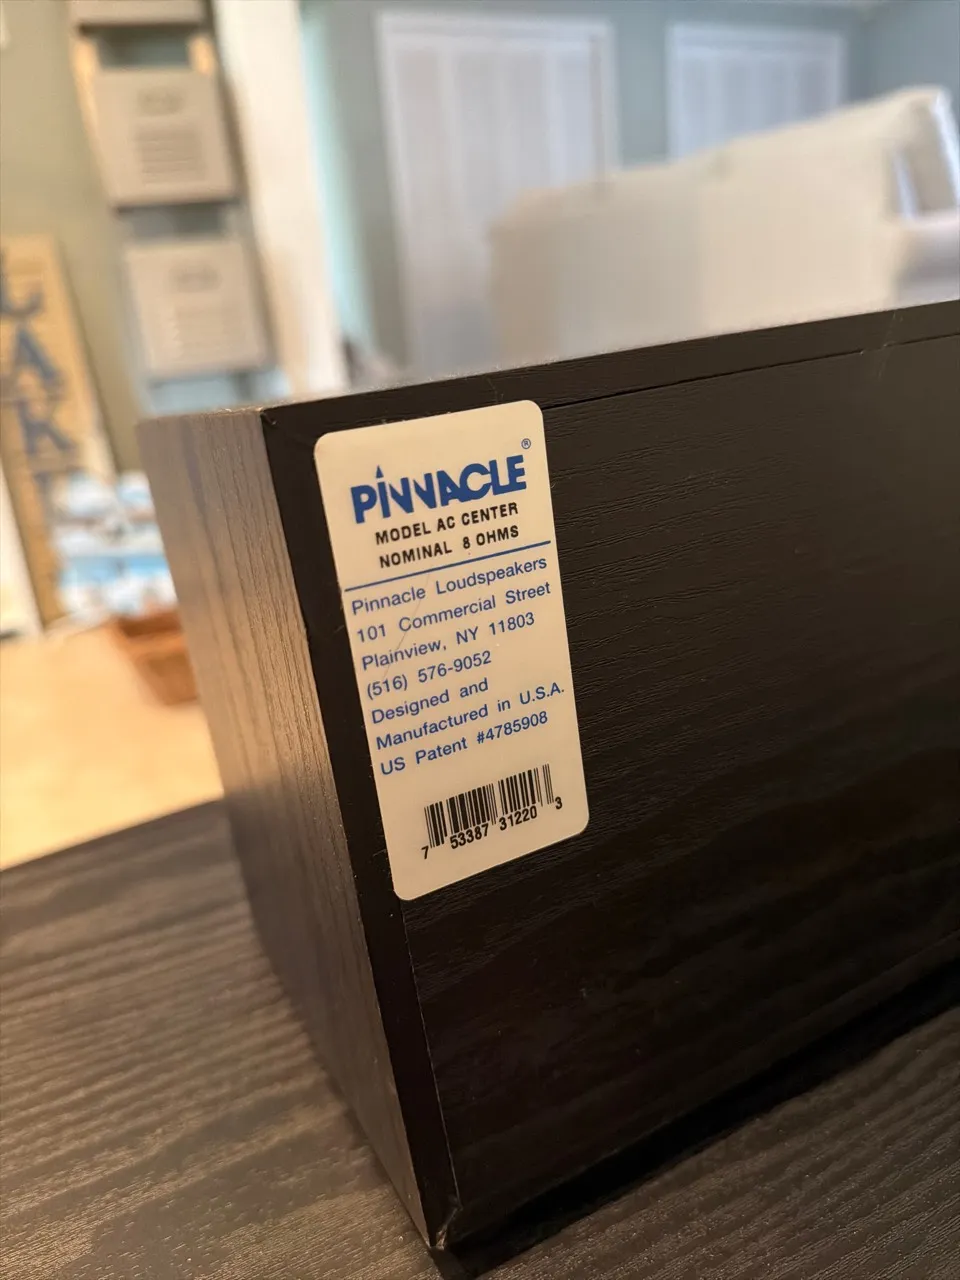 PINNACLE®
MODEL AC CENTER
NOMINAL 8 OHMS
Pinnacle Loudspeakers
101 Commercial Street
Plainview, NY 11803
(516) 576-9052
Designed and
Manufactured in U.S.A.
US Patent #4785908
7 53387 31220 3
LAKE